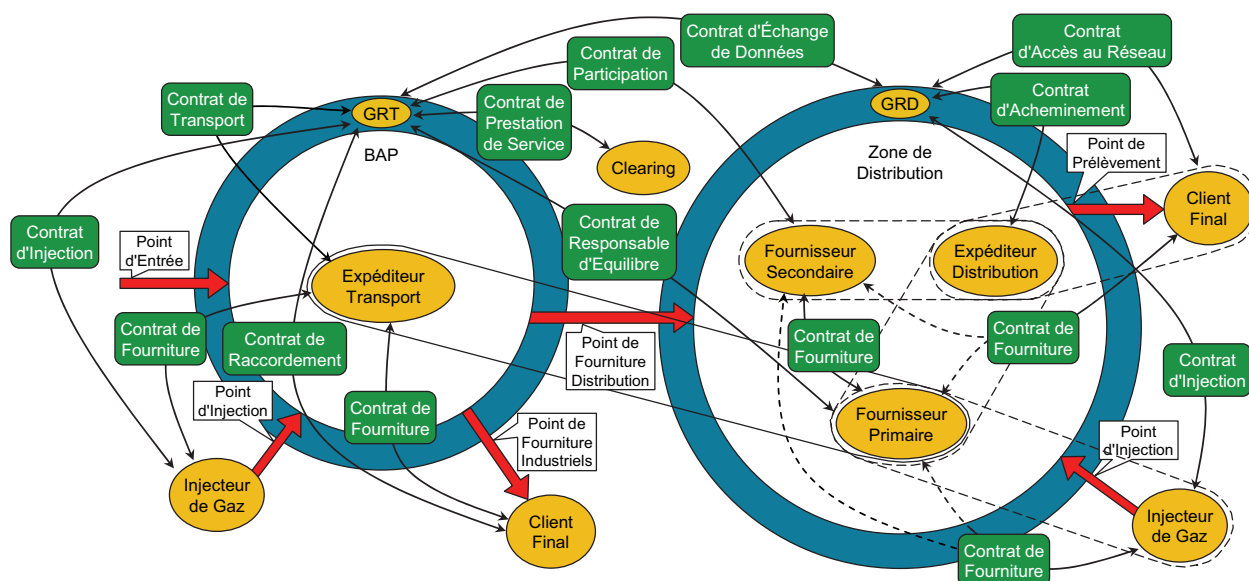 Contrat d'Échange
de Données
Contrat
d'Accès au Réseau
Contrat de
Participation
Contrat de
Transport
Contrat de
Prestation
de Service
GRT
GRD
Contrat
d'Acheminement
BAP
Clearing
Zone de
Distribution
Point de
Prélèvement
Client
Final
Contrat
d'Injection
Point
d'Entrée
Contrat de
Responsable
d'Equilibre
Fournisseur
Secondaire
Expéditeur
Distribution
Expéditeur
Transport
Contrat de
Fourniture
Contrat de
Raccordement
Point de
Fourniture
Distribution
Contrat de
Fourniture
Contrat de
Fourniture
Contrat
d'Injection
Point
d'Injection
Contrat de
Fourniture
Point de
Fourniture
Industriels
Fournisseur
Primaire
Point
d'Injection
Injecteur
de Gaz
Client
Final
Injecteur
de Gaz
Contrat de
Fourniture